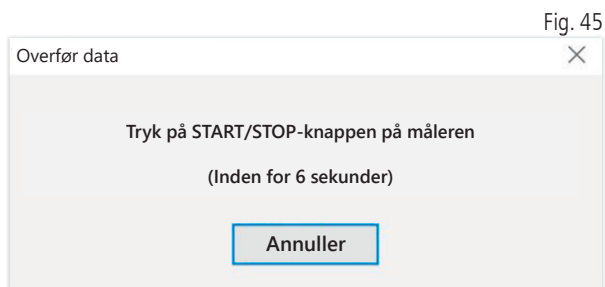 Fig. 45
Overfør data
Tryk på START/STOP-knappen på måleren
(Inden for 6 sekunder)
Annuller